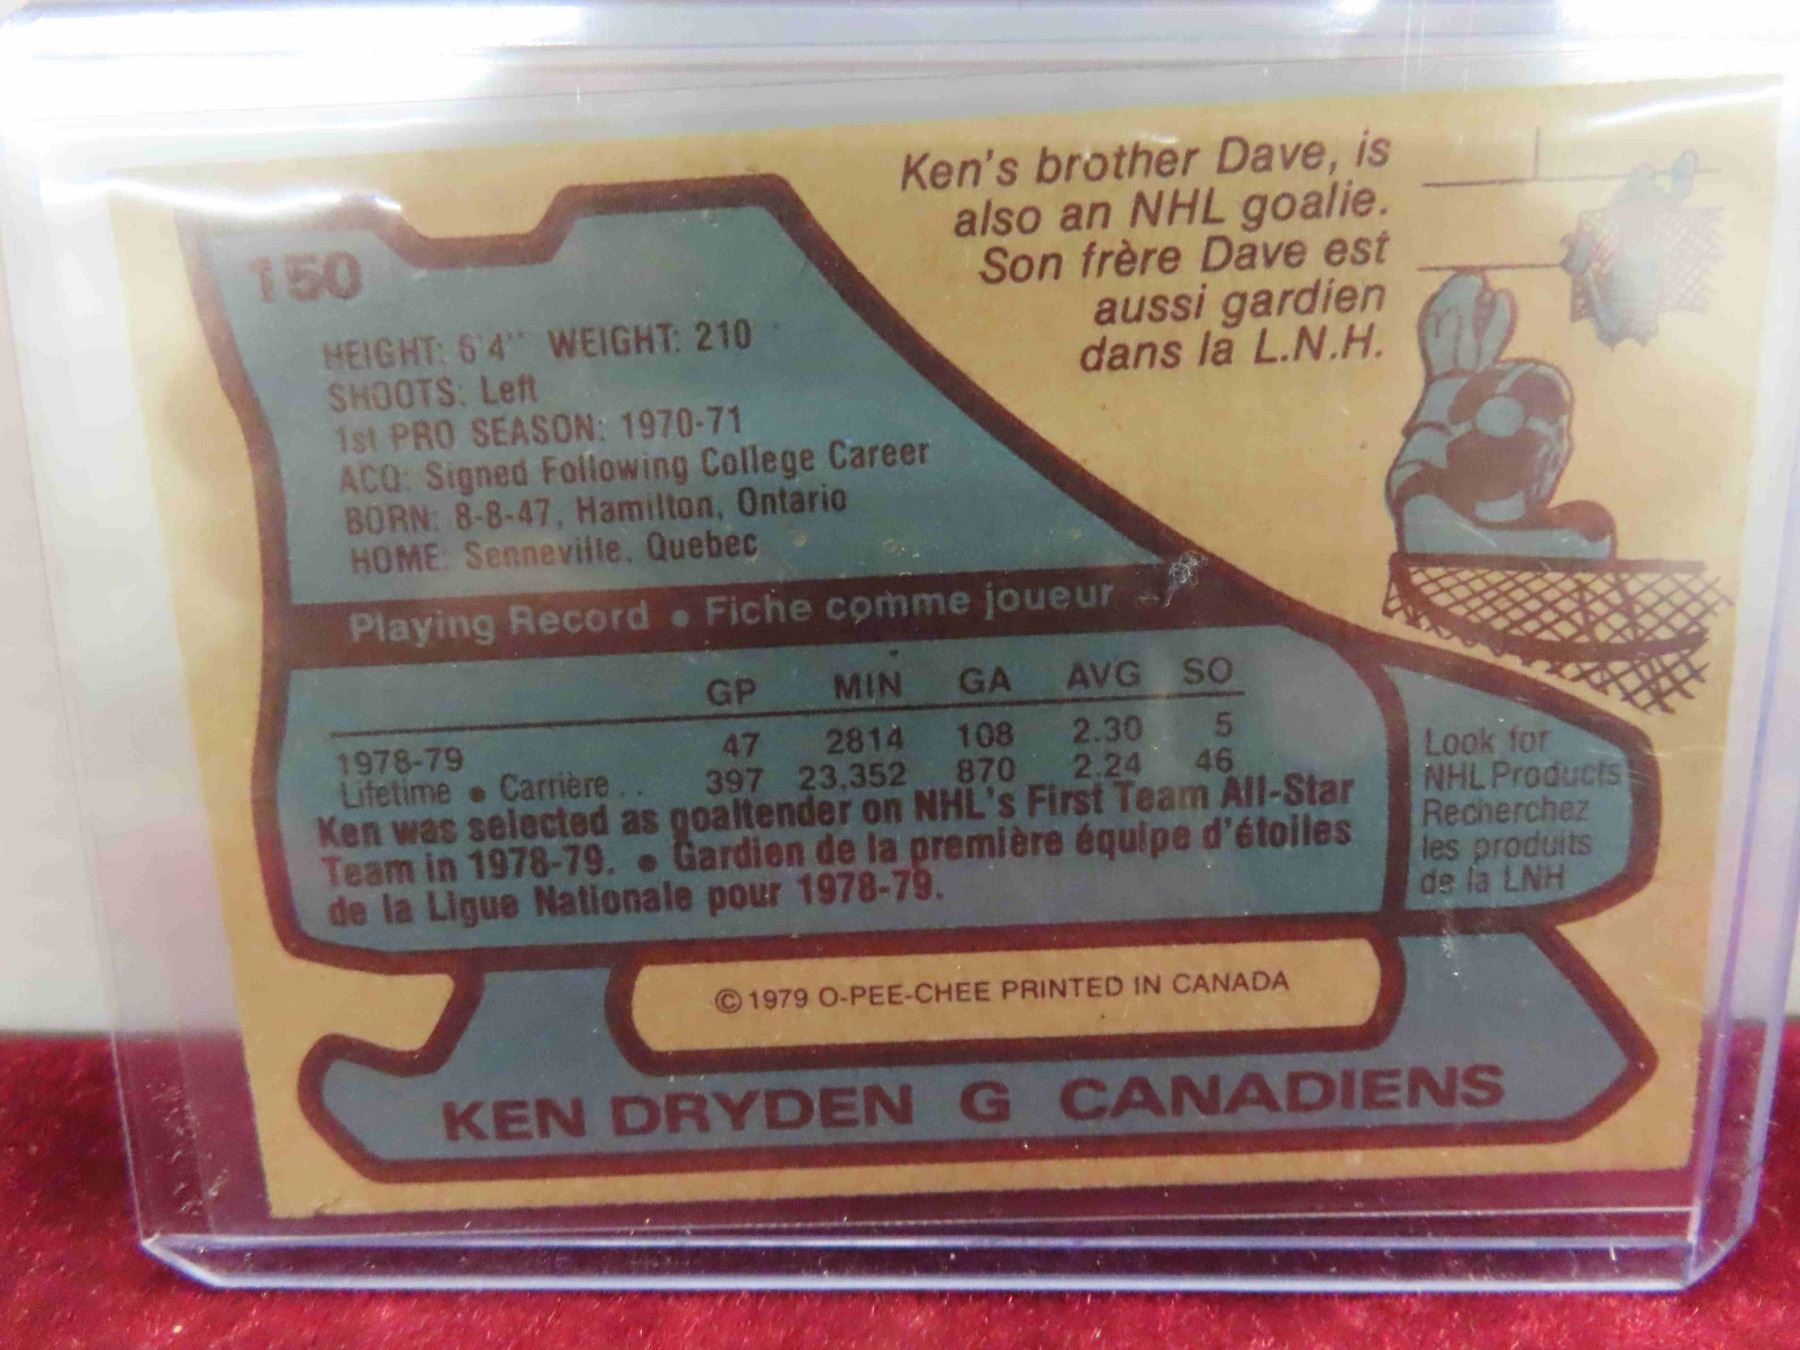 150
HEIGHT: 6'4" WEIGHT: 210
SHOOTS: Left
1st PRO SEASON: 1970-71
ACQ: Signed Following College Career
BORN: 8-8-47, Hamilton, Ontario
HOME: Senneville, Quebec
Ken's brother Dave, is
also an NHL goalie.
Son frère Dave est
aussi gardien
dans la L.N.H.
Playing Record • Fiche comme joueur
GP MIN GA AVG SO
1978-79 47 2814 108 2.30 5
Lifetime • Carrière .. 397 23,352 870 2.24 46
Ken was selected as goaltender on NHL's First Team All-Star
Team in 1978-79. • Gardien de la première équipe d'étoiles
de la Ligue Nationale pour 1978-79.
Look for
NHL Products
Recherchez
les produits
de la LNH
© 1979 O-PEE-CHEE PRINTED IN CANADA
KEN DRYDEN G CANADIENS